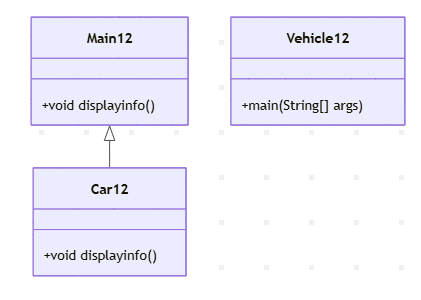 Main12
+void displayinfo()
Vehicle12
+main(String[] args)
Car12
+void displayinfo()